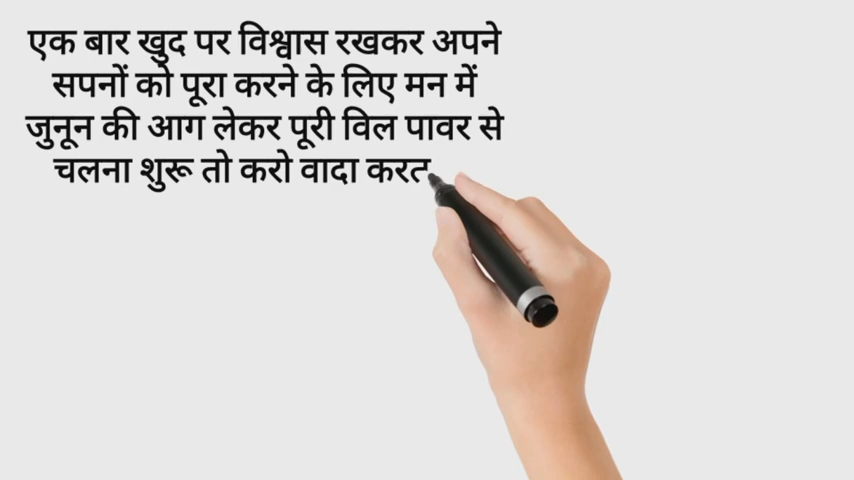 एक बार खुद पर विश्वास रखकर अपने
सपनों को पूरा करने के लिए मन में
जुनून की आग लेकर पूरी विल पावर से
चलना शुरू तो करो वादा करत